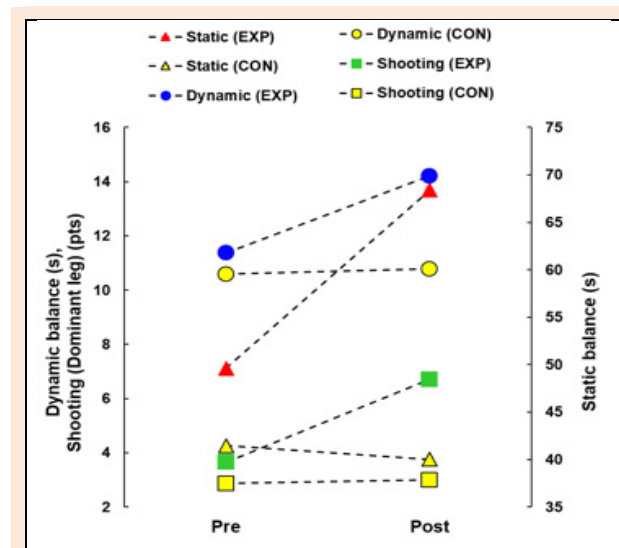 Static (EXP)
Dynamic (CON)
Static (CON)
Shooting (EXP)
Dynamic (EXP)
Shooting (CON)
Dynamic balance (s),
Shooting (Dominant leg) (pts)
16
14
12
10
8
6
4
2
75
70
65
60
55
50
45
40
35
Static balance (s)
Pre
Post